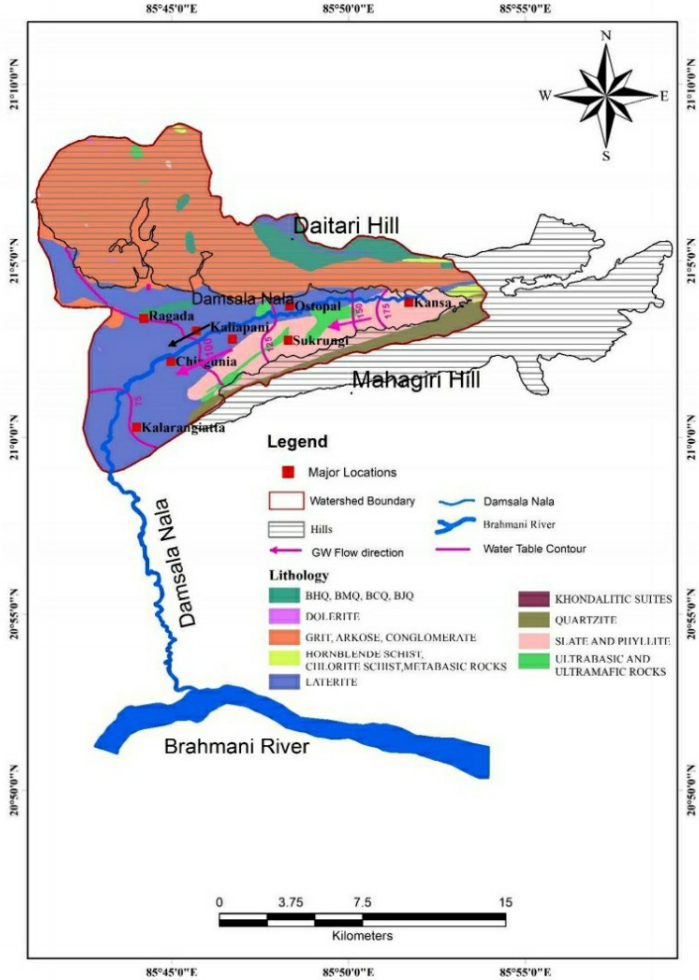 85°45'0"E
85°50'0"E
85°55'0"E
N
W
E
S
21°10'0"N
21°10'0"N
Daitari Hill
21°5'0"N
21°5'0"N
Damsala Nala
Ostopal
Kansa
Ragada
Kaliapani
Sukrungi
Chingunia
175
150
125
100
75
Mahagiri Hill
Kalarangiatta
21°0'0"N
21°0'0"N
Legend
Major Locations
Watershed Boundary
Damsala Nala
Hills
Brahmani River
GW Flow direction
Water Table Contour
Lithology
BHQ, BMQ, BCQ, BJQ
DOLERITE
GRIT, ARKOSE, CONGLOMERATE
HORNBLENDE SCHIST,
CHLORITE SCHIST,METABASIC ROCKS
LATERITE
KHONDALITIC SUITES
QUARTZITE
SLATE AND PHYLLITE
ULTRABASIC AND
ULTRAMAFIC ROCKS
Damsala Nala
20°55'0"N
20°55'0"N
Brahmani River
20°50'0"N
20°50'0"N
0 3.75 7.5 15
Kilometers
85°45'0"E
85°50'0"E
85°55'0"E